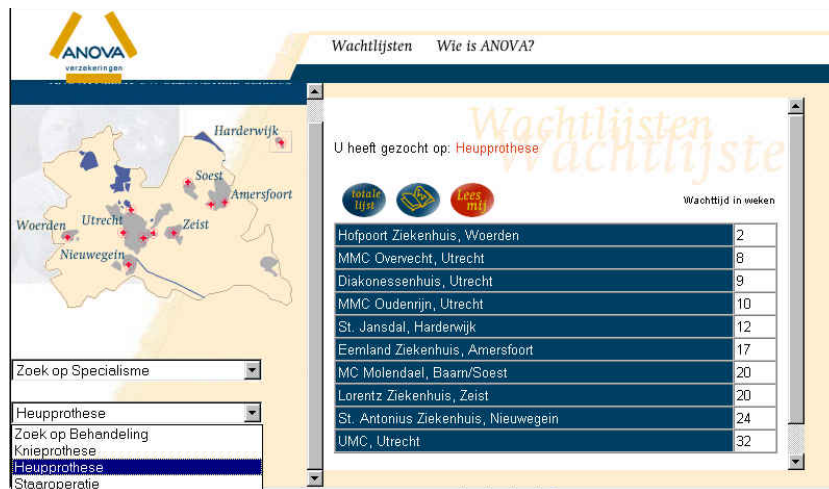 ANOVA
verzekeringen
Wachtlijsten Wie is ANOVA?
Harderwijk
Soest
Amersfoort
Woerden
Utrecht
Zeist
Nieuwegein
Zoek op Specialisme
Heupprothese
Zoek op Behandeling
Knieprothese
Heupprothese
Staaroperatie
Wachtlijsten
Wachtlijste
U heeft gezocht op: Heupprothese
totale
lijst
Lees
mij
Wachttijd in weken
Hofpoort Ziekenhuis, Woerden 2
MMC Overvecht, Utrecht 8
Diakonessenhuis, Utrecht 9
MMC Oudenrijn, Utrecht 10
St. Jansdal, Harderwijk 12
Eemland Ziekenhuis, Amersfoort 17
MC Molendael, Baarn/Soest 20
Lorentz Ziekenhuis, Zeist 20
St. Antonius Ziekenhuis, Nieuwegein 24
UMC, Utrecht 32